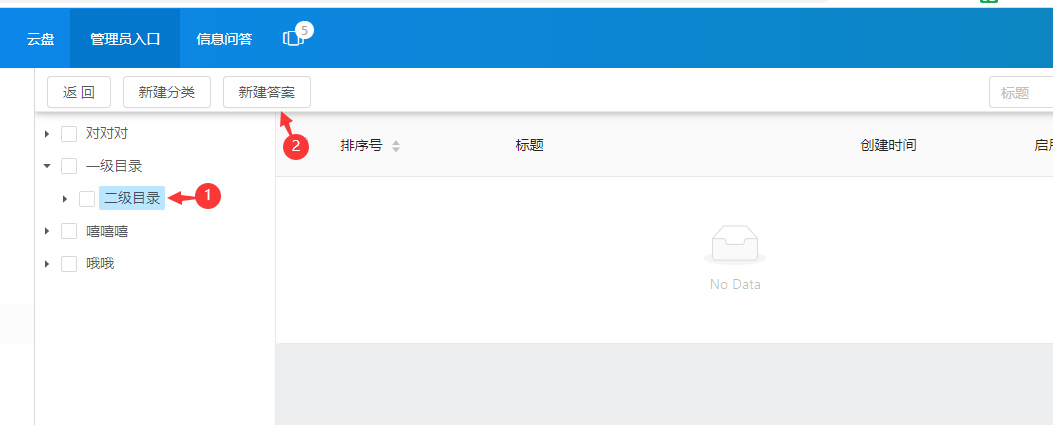 云盘 管理员入口 信息问答 5
返 回 新建分类 新建答案 标题
对对对 2 排序号 标题 创建时间
一级目录
二级目录 1
嘻嘻嘻
哦哦
No Data